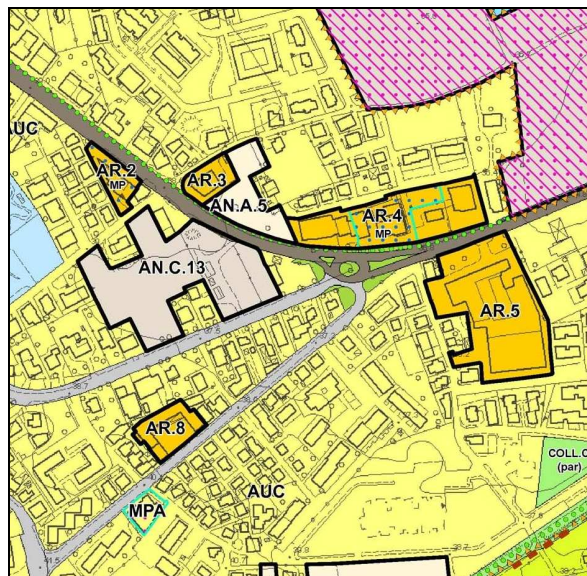 AUC
AR.2
MP
AR.3
AN.A.5
AR.4
MP
AN.C.13
AR.5
AR.8
COLL.C
(par)
AUC
MPA